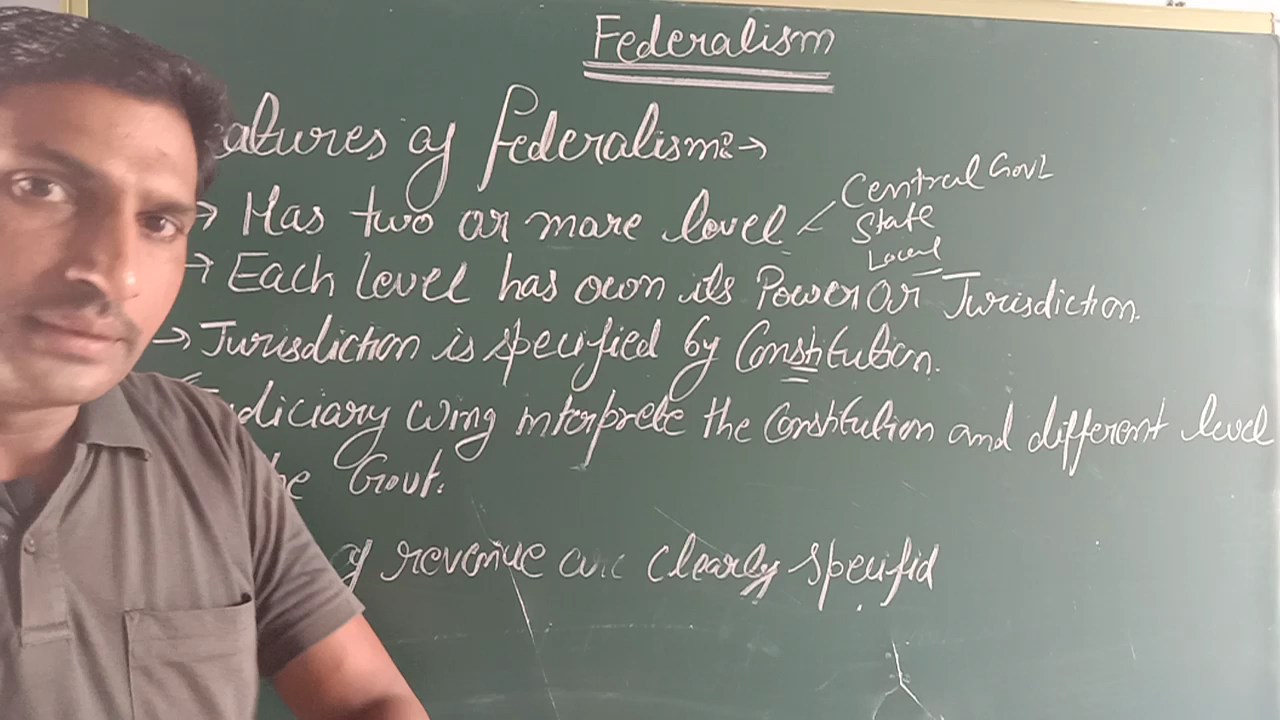 Federalism
eatures of federalism:→
→ Has two or more level < Central Govt
State
Local
→ Each level has own its Power or Jurisdiction.
→ Jurisdiction is specified by Constitution.
udiciary wing interprete the Constitution and different level
he Govt.
of revenue are clearly specifid